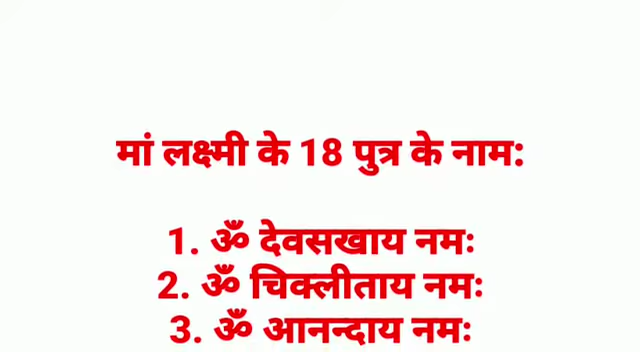 मां लक्ष्मी के 18 पुत्र के नाम:
1. ॐ देवसखाय नमः
2. ॐ चिक्लीताय नमः
3. ॐ आनन्दाय नमः